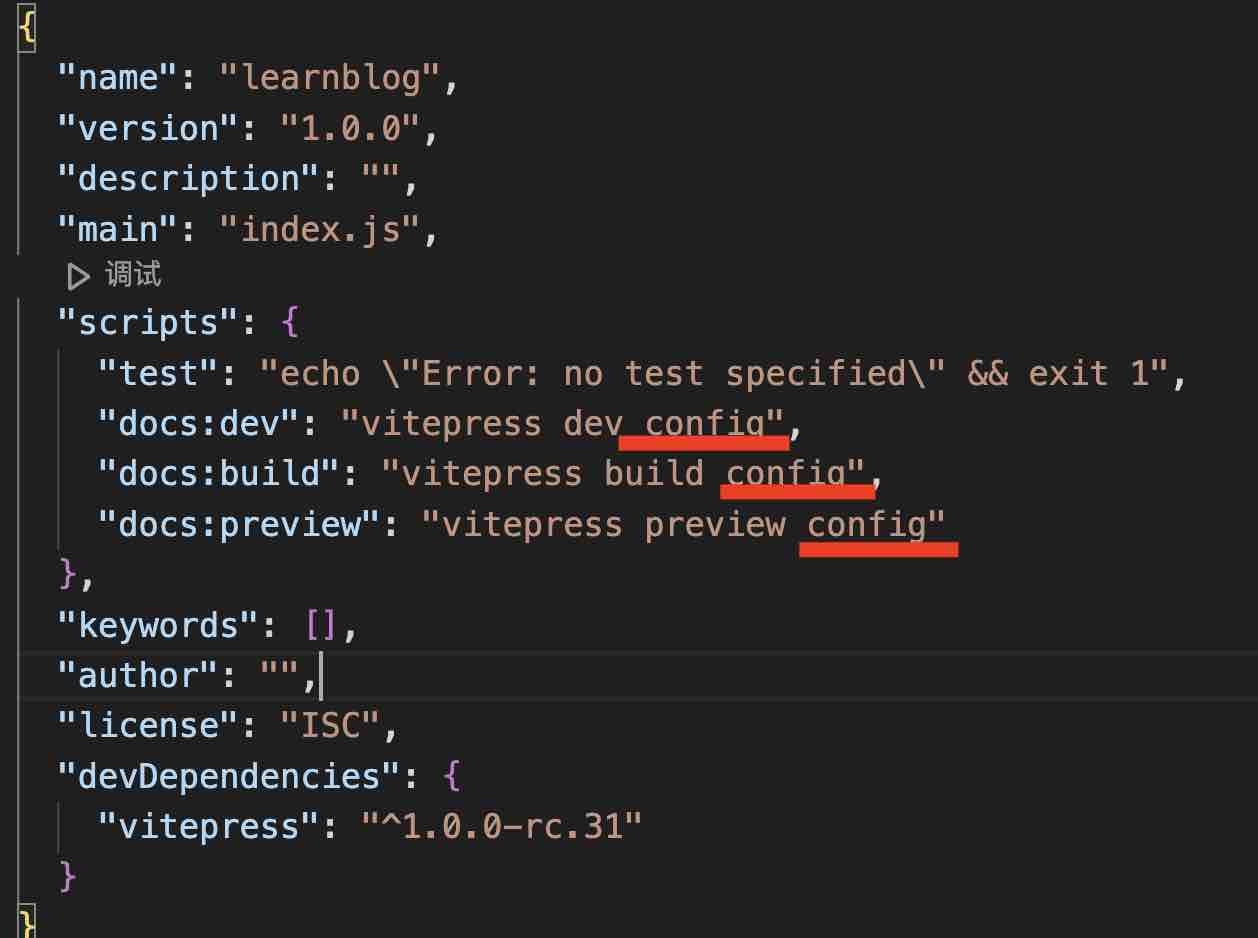 {
"name": "learnblog",
"version": "1.0.0",
"description": "",
"main": "index.js",
调试
"scripts": {
"test": "echo \"Error: no test specified\" && exit 1",
"docs:dev": "vitepress dev config",
"docs:build": "vitepress build config",
"docs:preview": "vitepress preview config"
},
"keywords": [],
"author": "",
"license": "ISC",
"devDependencies": {
"vitepress": "^1.0.0-rc.31"
}
}